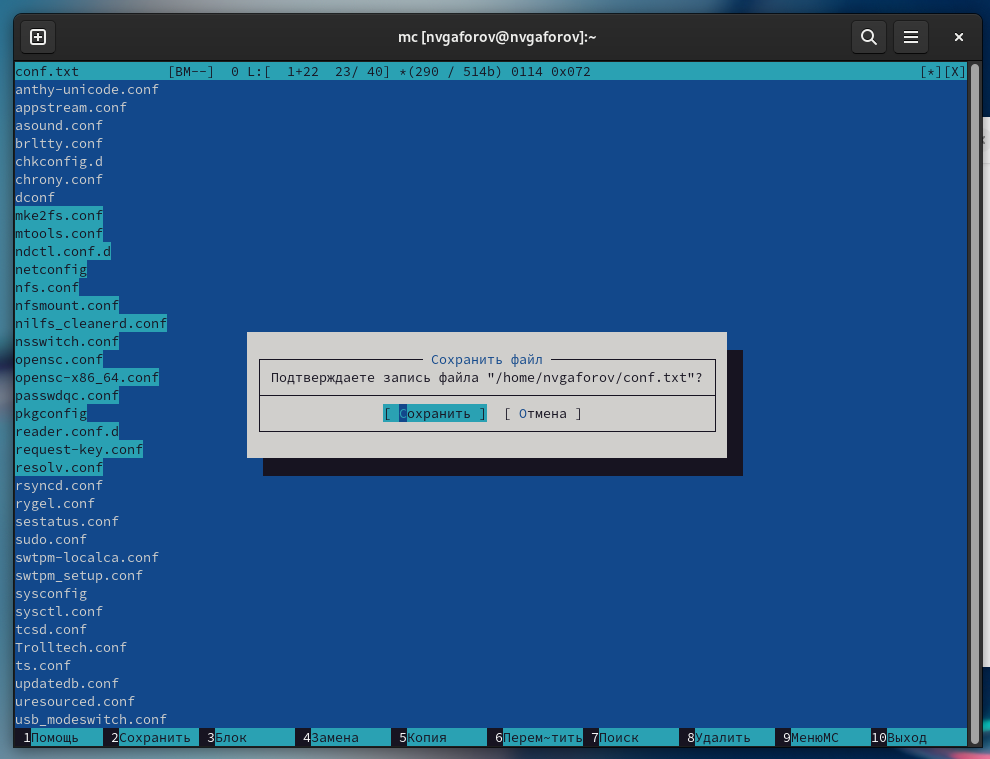 mc [nvgaforov@nvgaforov]:~
conf.txt [BM--] 0 L:[ 1+22 23/ 40] *(290 / 514b) 0114 0x072 [*][X]
anthy-unicode.conf
appstream.conf
asound.conf
brltty.conf
chkconfig.d
chrony.conf
dconf
mke2fs.conf
mtools.conf
ndctl.conf.d
netconfig
nfs.conf
nfsmount.conf
nilfs_cleanerd.conf
nsswitch.conf
opensc.conf
opensc-x86_64.conf
passwdqc.conf
pkgconfig
reader.conf.d
request-key.conf
resolv.conf
rsyncd.conf
rygel.conf
sestatus.conf
sudo.conf
swtpm-localca.conf
swtpm_setup.conf
sysconfig
sysctl.conf
tcsd.conf
Trolltech.conf
ts.conf
updatedb.conf
uresourced.conf
usb_modeswitch.conf
Сохранить файл
Подтверждаете запись файла "/home/nvgaforov/conf.txt"?
[ Сохранить ] [ Отмена ]
1Помощь 2Сохранить 3Блок 4Замена 5Копия 6Перем~тить 7Поиск 8Удалить 9МенюMC 10Выход